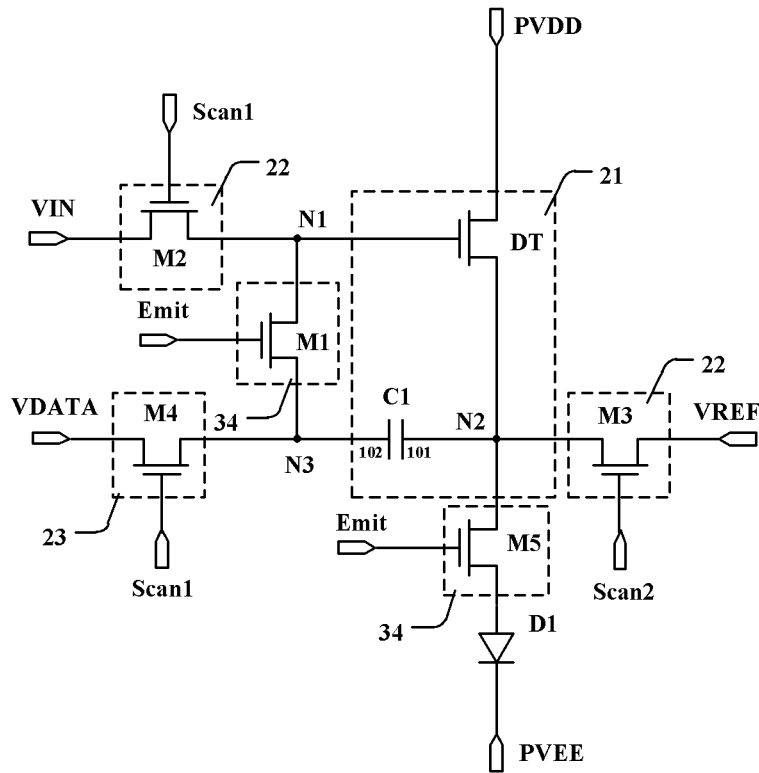 PVDD
Scan1
22
21
VIN
N1
M2
DT
Emit
M1
22
VDATA
M4
34
C1
N2
M3
VREF
N3
102
101
23
Emit
M5
Scan1
Scan2
34
D1
PVEE